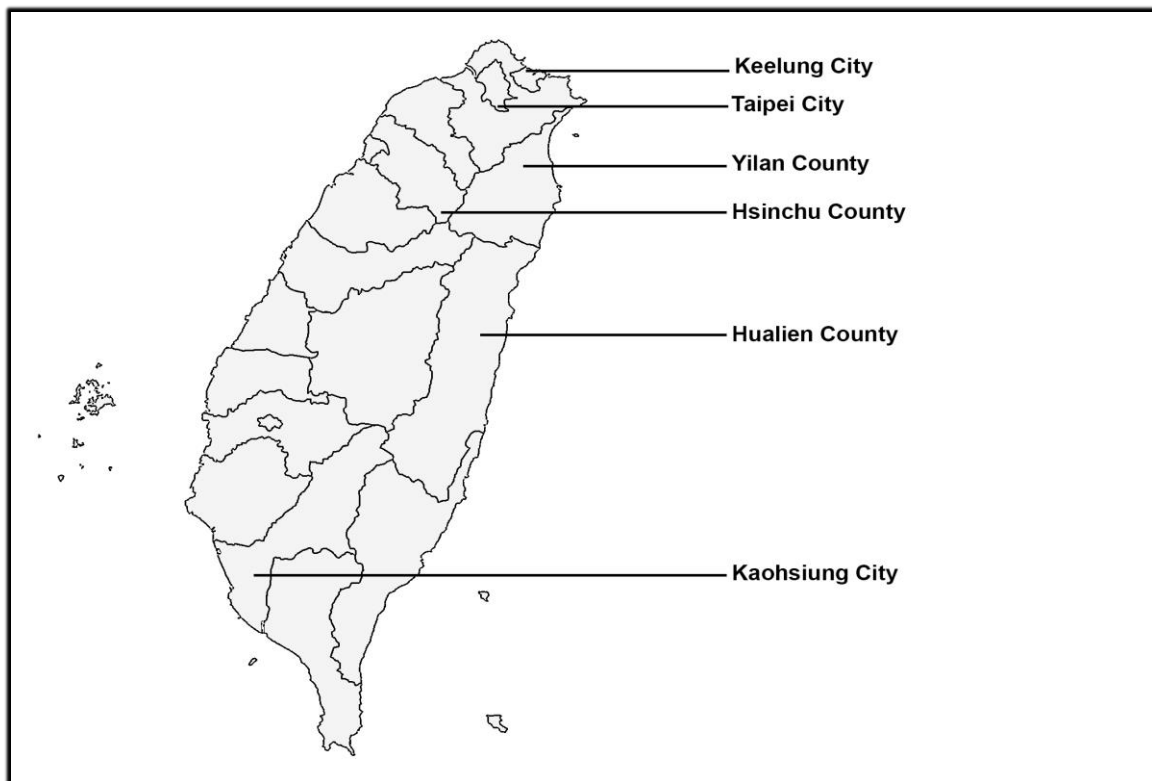 Keelung City
Taipei City
Yilan County
Hsinchu County
Hualien County
Kaohsiung City